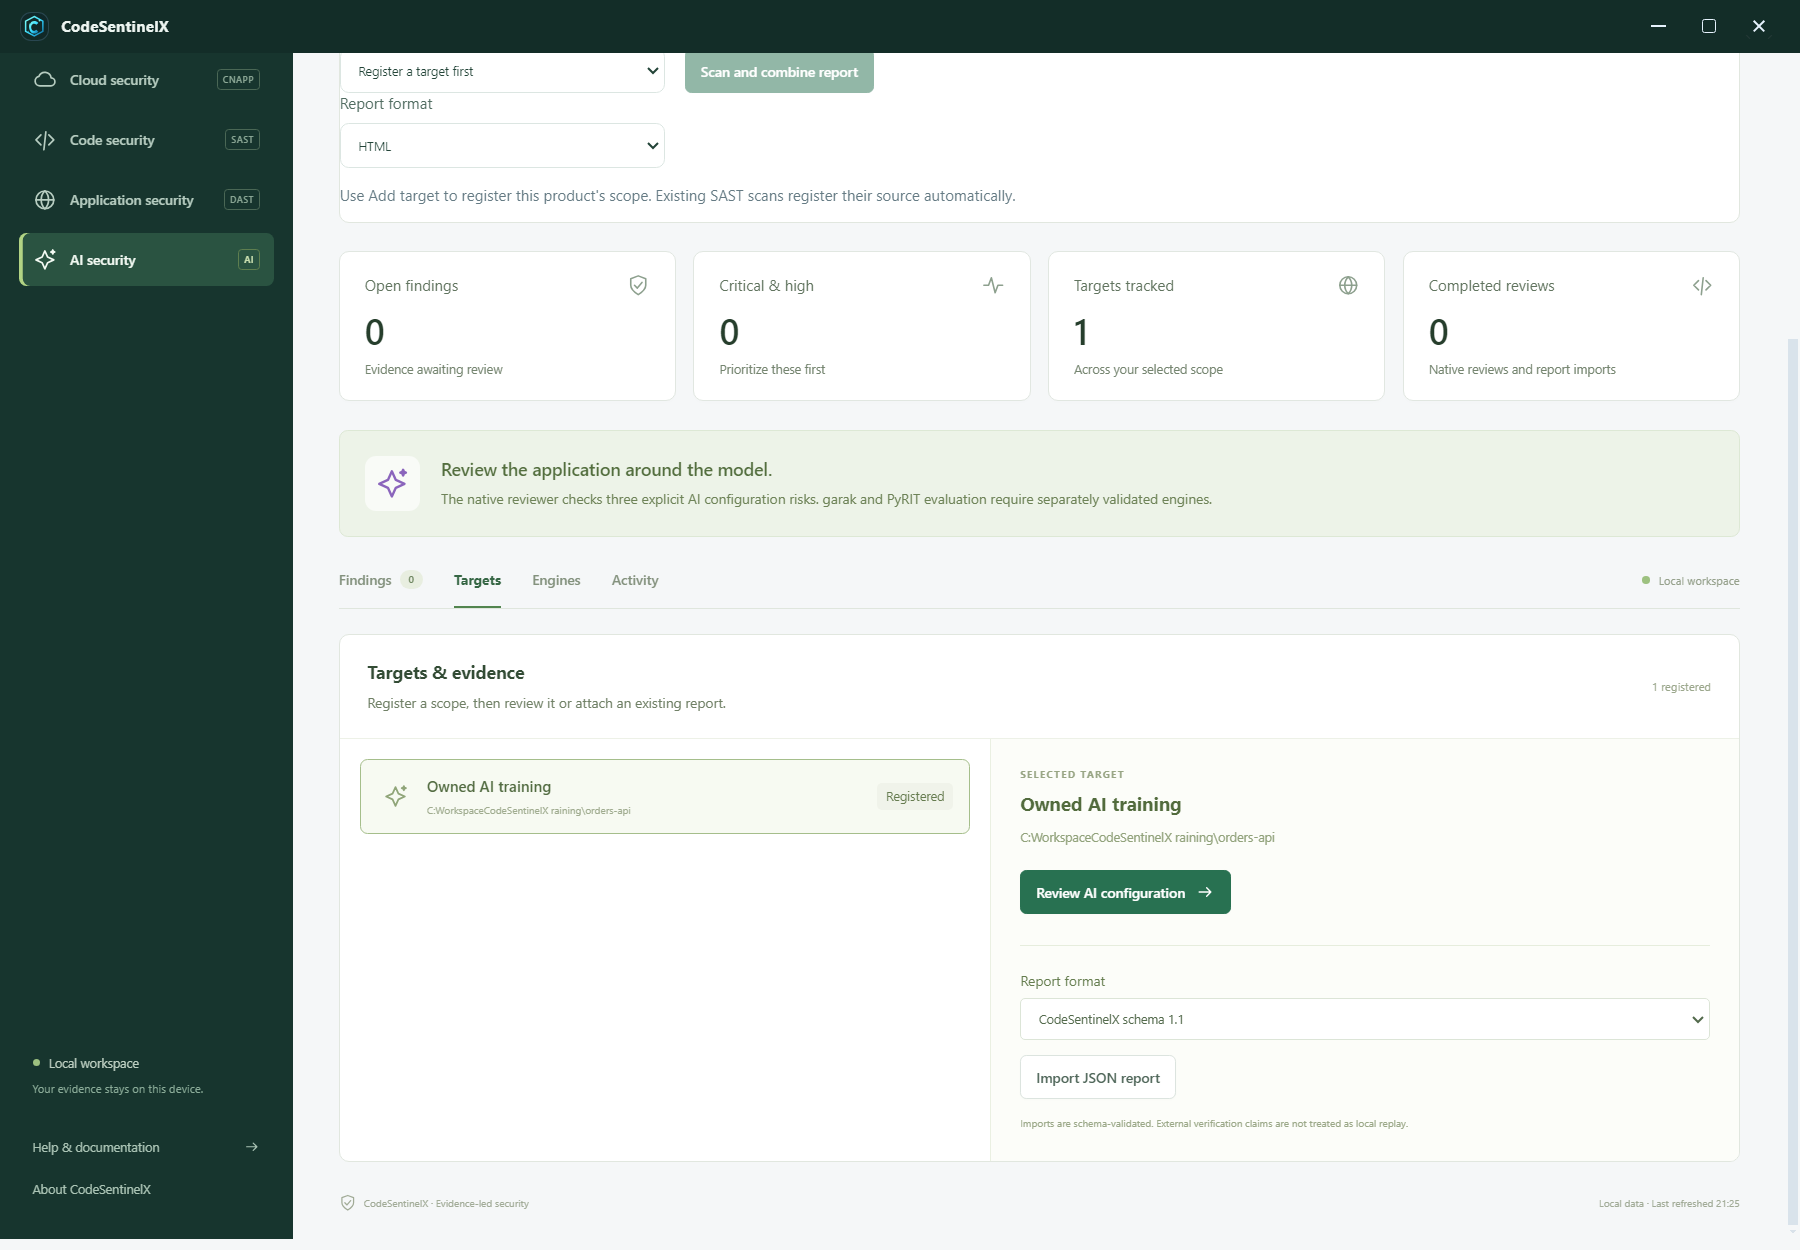 CodeSentinelX
Cloud security CNAPP
Code security SAST
Application security DAST
AI security AI
Local workspace
Your evidence stays on this device.
Help & documentation
About CodeSentinelX
Register a target first
Scan and combine report
Report format
HTML
Use Add target to register this product's scope. Existing SAST scans register their source automatically.
Open findings
0
Evidence awaiting review
Critical & high
0
Prioritize these first
Targets tracked
1
Across your selected scope
Completed reviews
0
Native reviews and report imports
Review the application around the model.
The native reviewer checks three explicit AI configuration risks. garak and PyRIT evaluation require separately validated engines.
Findings 0 Targets Engines Activity
Local workspace
Targets & evidence
Register a scope, then review it or attach an existing report.
1 registered
Owned AI training
C:WorkspaceCodeSentinelX raining\orders-api
Registered
SELECTED TARGET
Owned AI training
C:WorkspaceCodeSentinelX raining\orders-api
Review AI configuration
Report format
CodeSentinelX schema 1.1
Import JSON report
Imports are schema-validated. External verification claims are not treated as local replay.
CodeSentinelX · Evidence-led security
Local data · Last refreshed 21:25